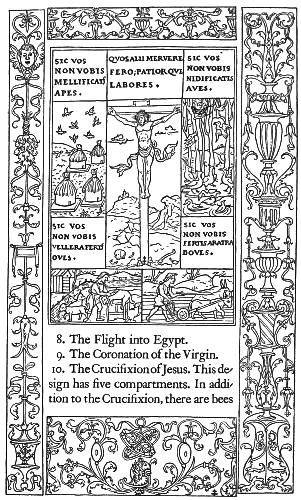 SIC VOS
NON VOBIS
MELLIFICATI
APES.
QVOS ALII MERVERE
FERO; PATIOR QVI
LABORES.
SIC VOS
NON VOBIS
NIDIFICATIS
AVES.
SIC VOS
NON VOBIS
VELLERA FERTI
OVES.
SIC VOS
NON VOBIS
FERTIS ARATRA
BOVES.
8. The Flight into Egypt.
9. The Coronation of the Virgin.
10. The Crucifixion of Jesus. This de-
sign has five compartments. In addi-
tion to the Crucifixion, there are bees